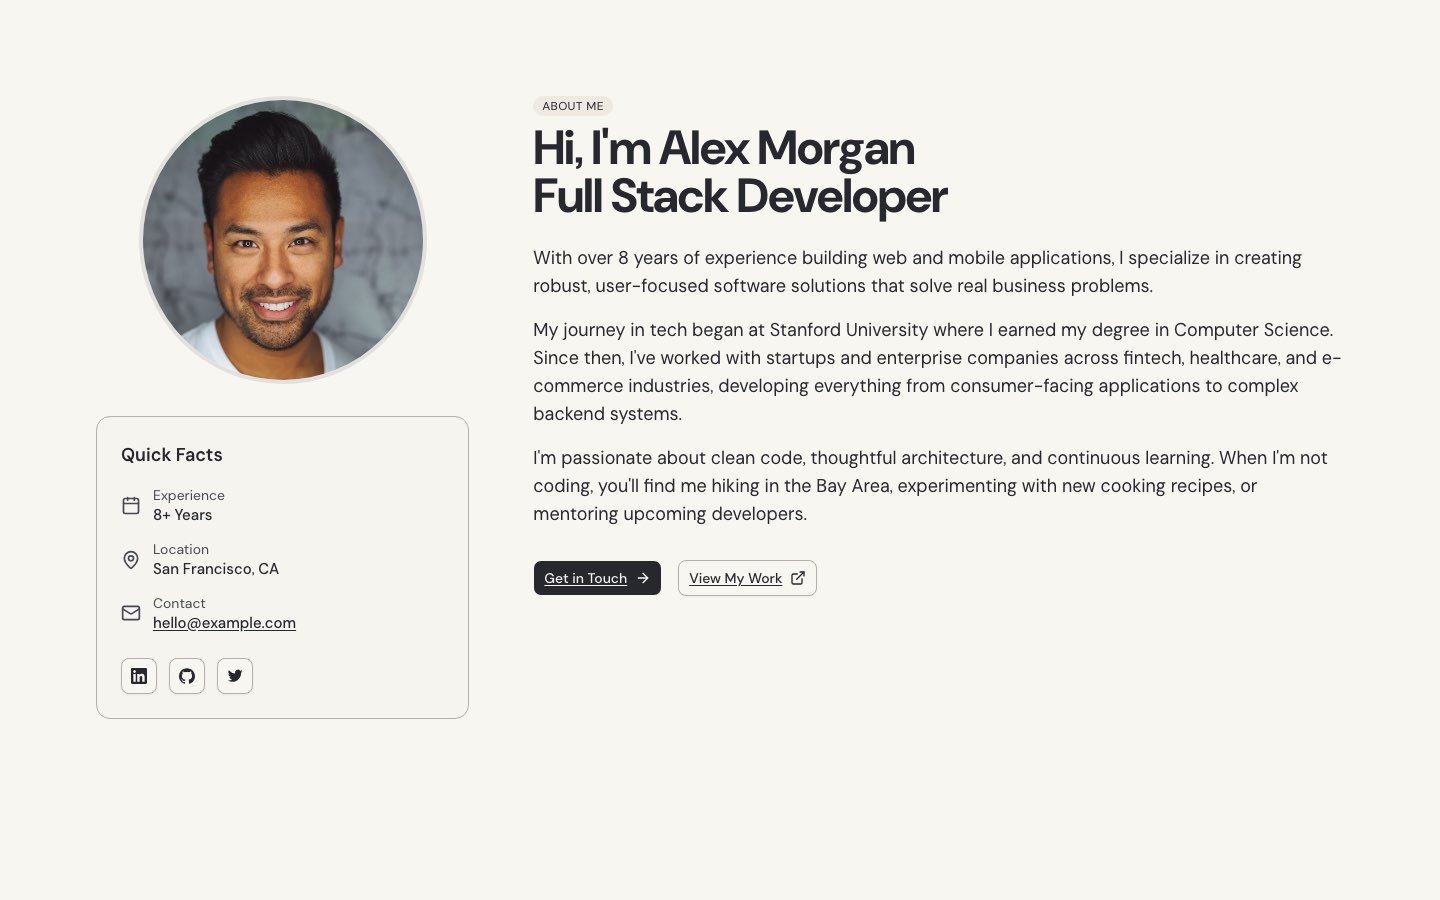 ABOUT ME
Hi, I'm Alex Morgan
Full Stack Developer
With over 8 years of experience building web and mobile applications, I specialize in creating
robust, user-focused software solutions that solve real business problems.
My journey in tech began at Stanford University where I earned my degree in Computer Science.
Since then, I've worked with startups and enterprise companies across fintech, healthcare, and e-
commerce industries, developing everything from consumer-facing applications to complex
backend systems.
I'm passionate about clean code, thoughtful architecture, and continuous learning. When I'm not
coding, you'll find me hiking in the Bay Area, experimenting with new cooking recipes, or
mentoring upcoming developers.
Get in Touch
View My Work
Quick Facts
Experience
8+ Years
Location
San Francisco, CA
Contact
hello@example.com
in